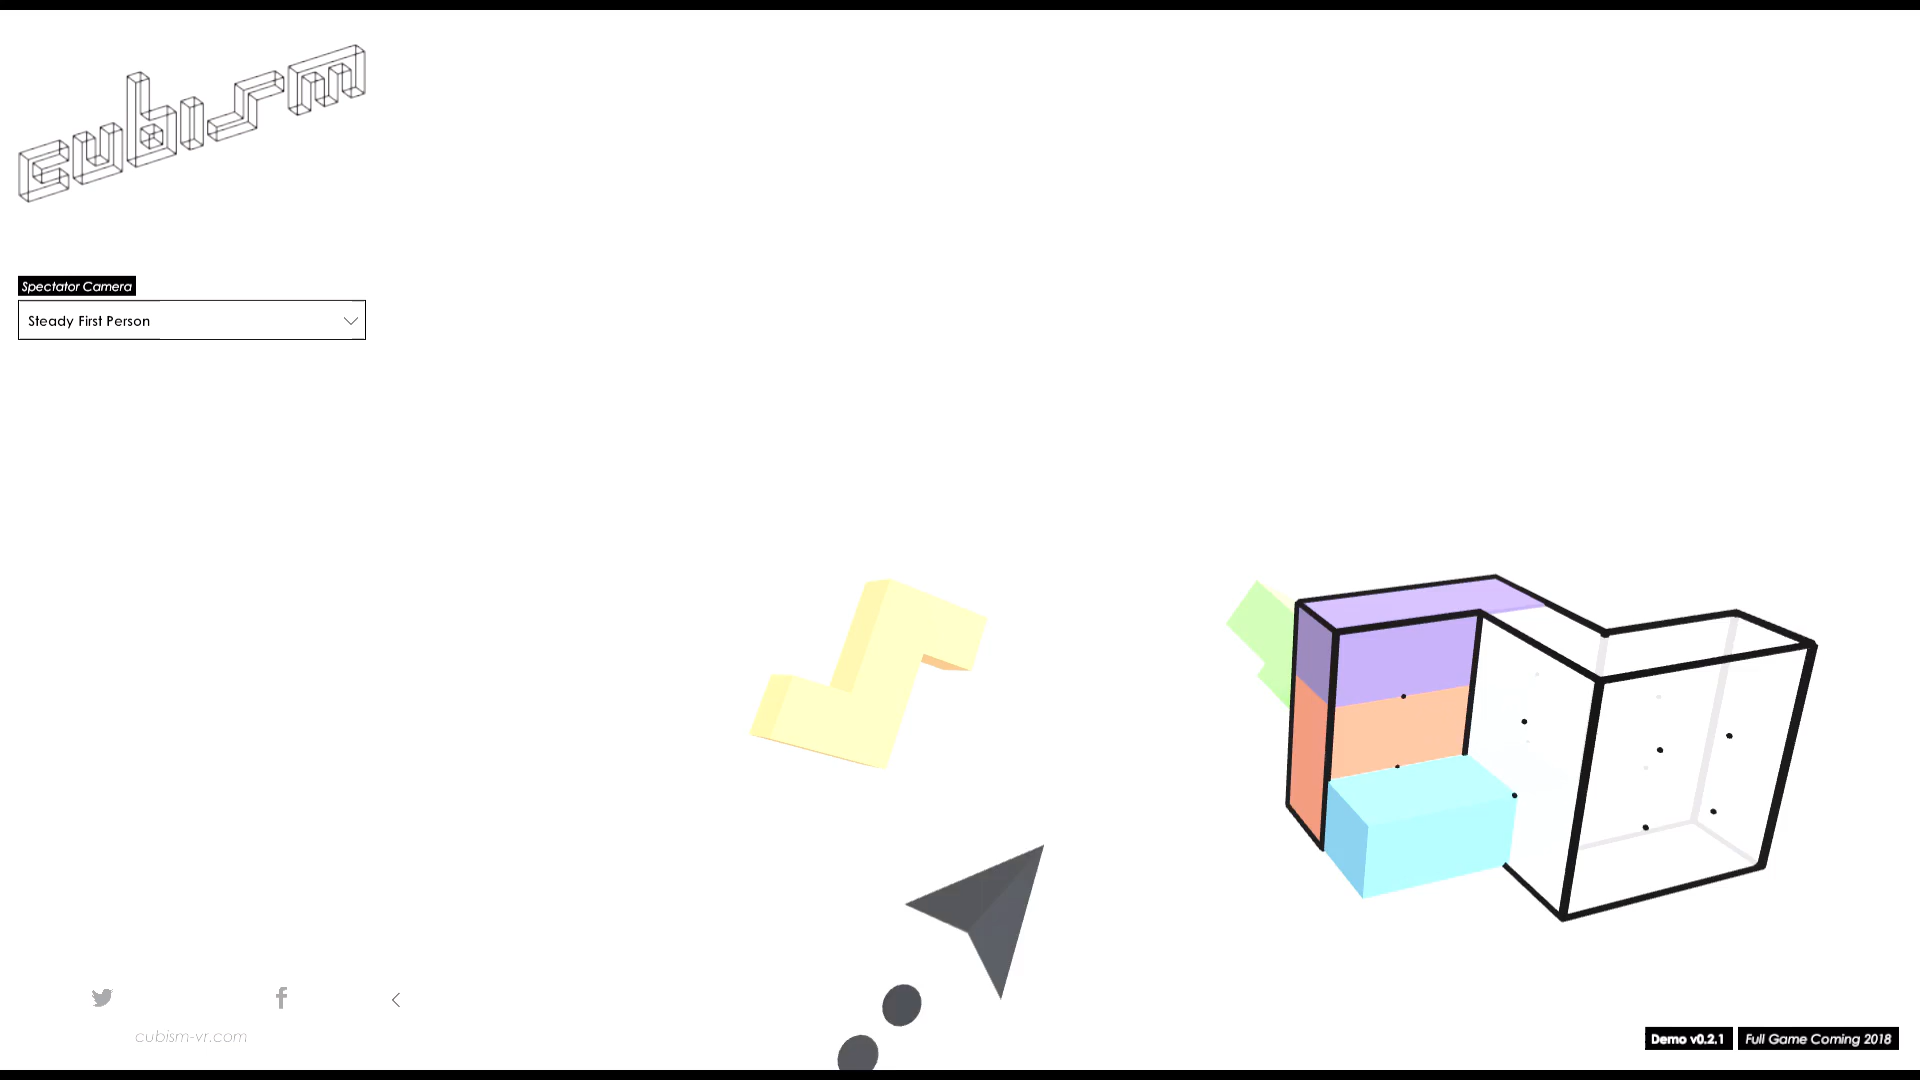 cubism
Spectator Camera
Steady First Person
cubism-vr.com
Demo v0.2.1
Full Game Coming 2018